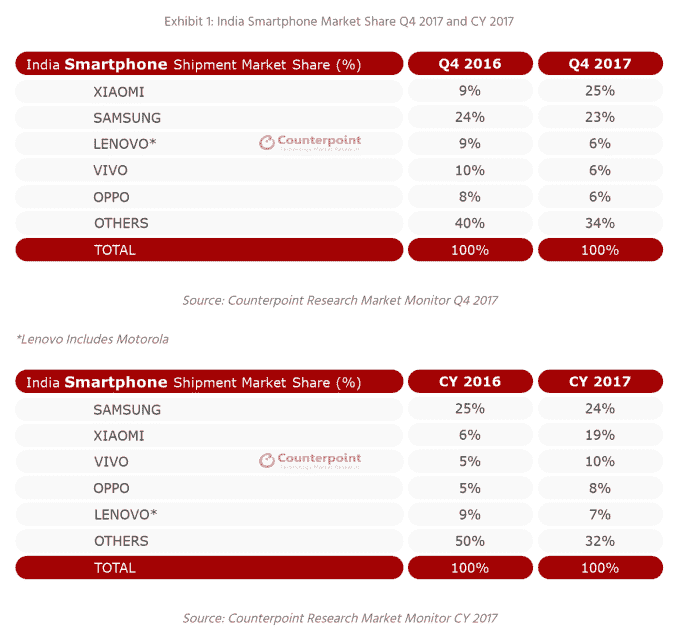 Exhibit 1: India Smartphone Market Share Q4 2017 and CY 2017
India Smartphone Shipment Market Share (%) Q4 2016 Q4 2017
XIAOMI 9% 25%
SAMSUNG 24% 23%
LENOVO* 9% 6%
VIVO 10% 6%
OPPO 8% 6%
OTHERS 40% 34%
TOTAL 100% 100%
Counterpoint
Technology Market Research
Source: Counterpoint Research Market Monitor Q4 2017
*Lenovo Includes Motorola
India Smartphone Shipment Market Share (%) CY 2016 CY 2017
SAMSUNG 25% 24%
XIAOMI 6% 19%
VIVO 5% 10%
OPPO 5% 8%
LENOVO* 9% 7%
OTHERS 50% 32%
TOTAL 100% 100%
Counterpoint
Technology Market Research
Source: Counterpoint Research Market Monitor CY 2017